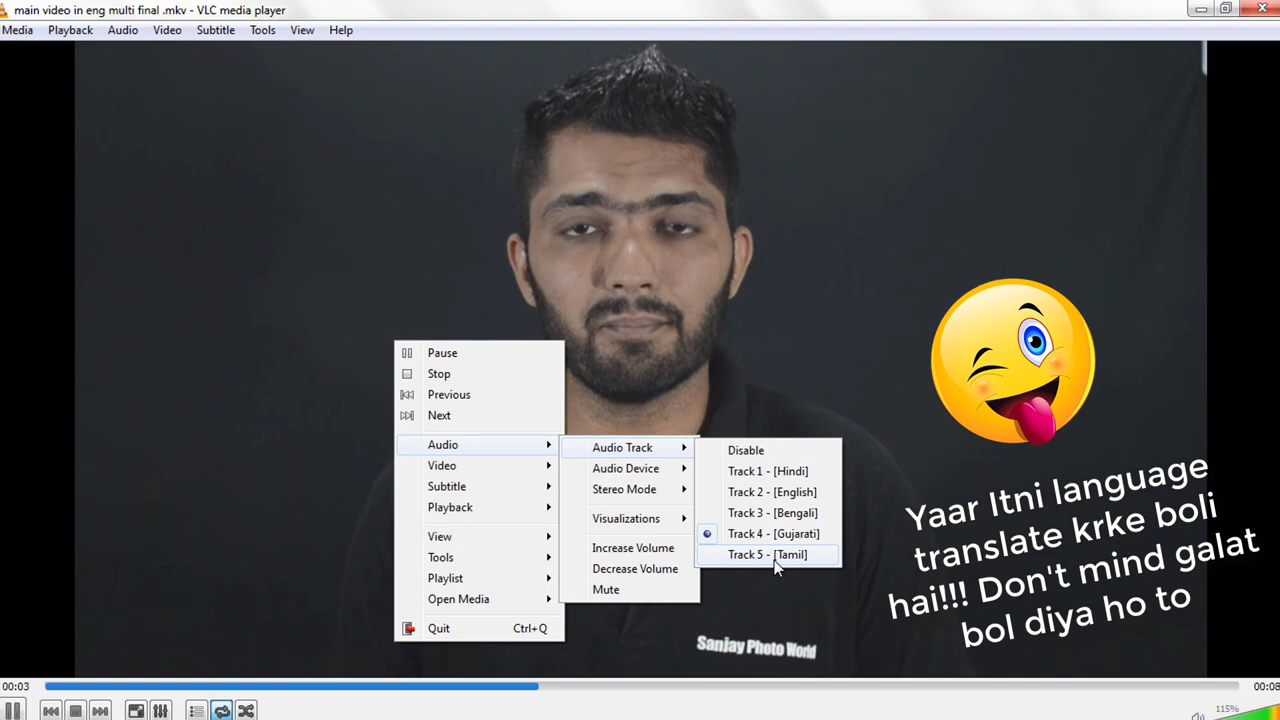 main video in eng multi final .mkv - VLC media player
Media Playback Audio Video Subtitle Tools View Help
Pause
Stop
Previous
Next
Audio
Video
Subtitle
Playback
View
Tools
Playlist
Open Media
Quit Ctrl+Q
Audio Track
Audio Device
Stereo Mode
Visualizations
Increase Volume
Decrease Volume
Mute
Disable
Track 1 - [Hindi]
Track 2 - [English]
Track 3 - [Bengali]
Track 4 - [Gujarati]
Track 5 - [Tamil]
Yaar Itni language
translate krke boli
hai!!! Don't mind galat
bol diya ho to
Sanjay Photo World
00:03 00:08
115%